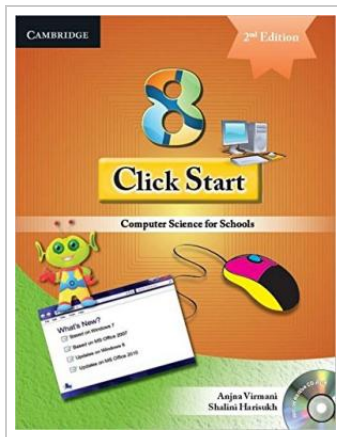 CAMBRIDGE
2nd Edition
8
Click Start
Computer Science for Schools
What's New?
Based on Windows 7
Based on MS Office 2007
Updates on Windows 8
Updates on MS Office 2010
Anjna Virmani
Shalini Harisukh